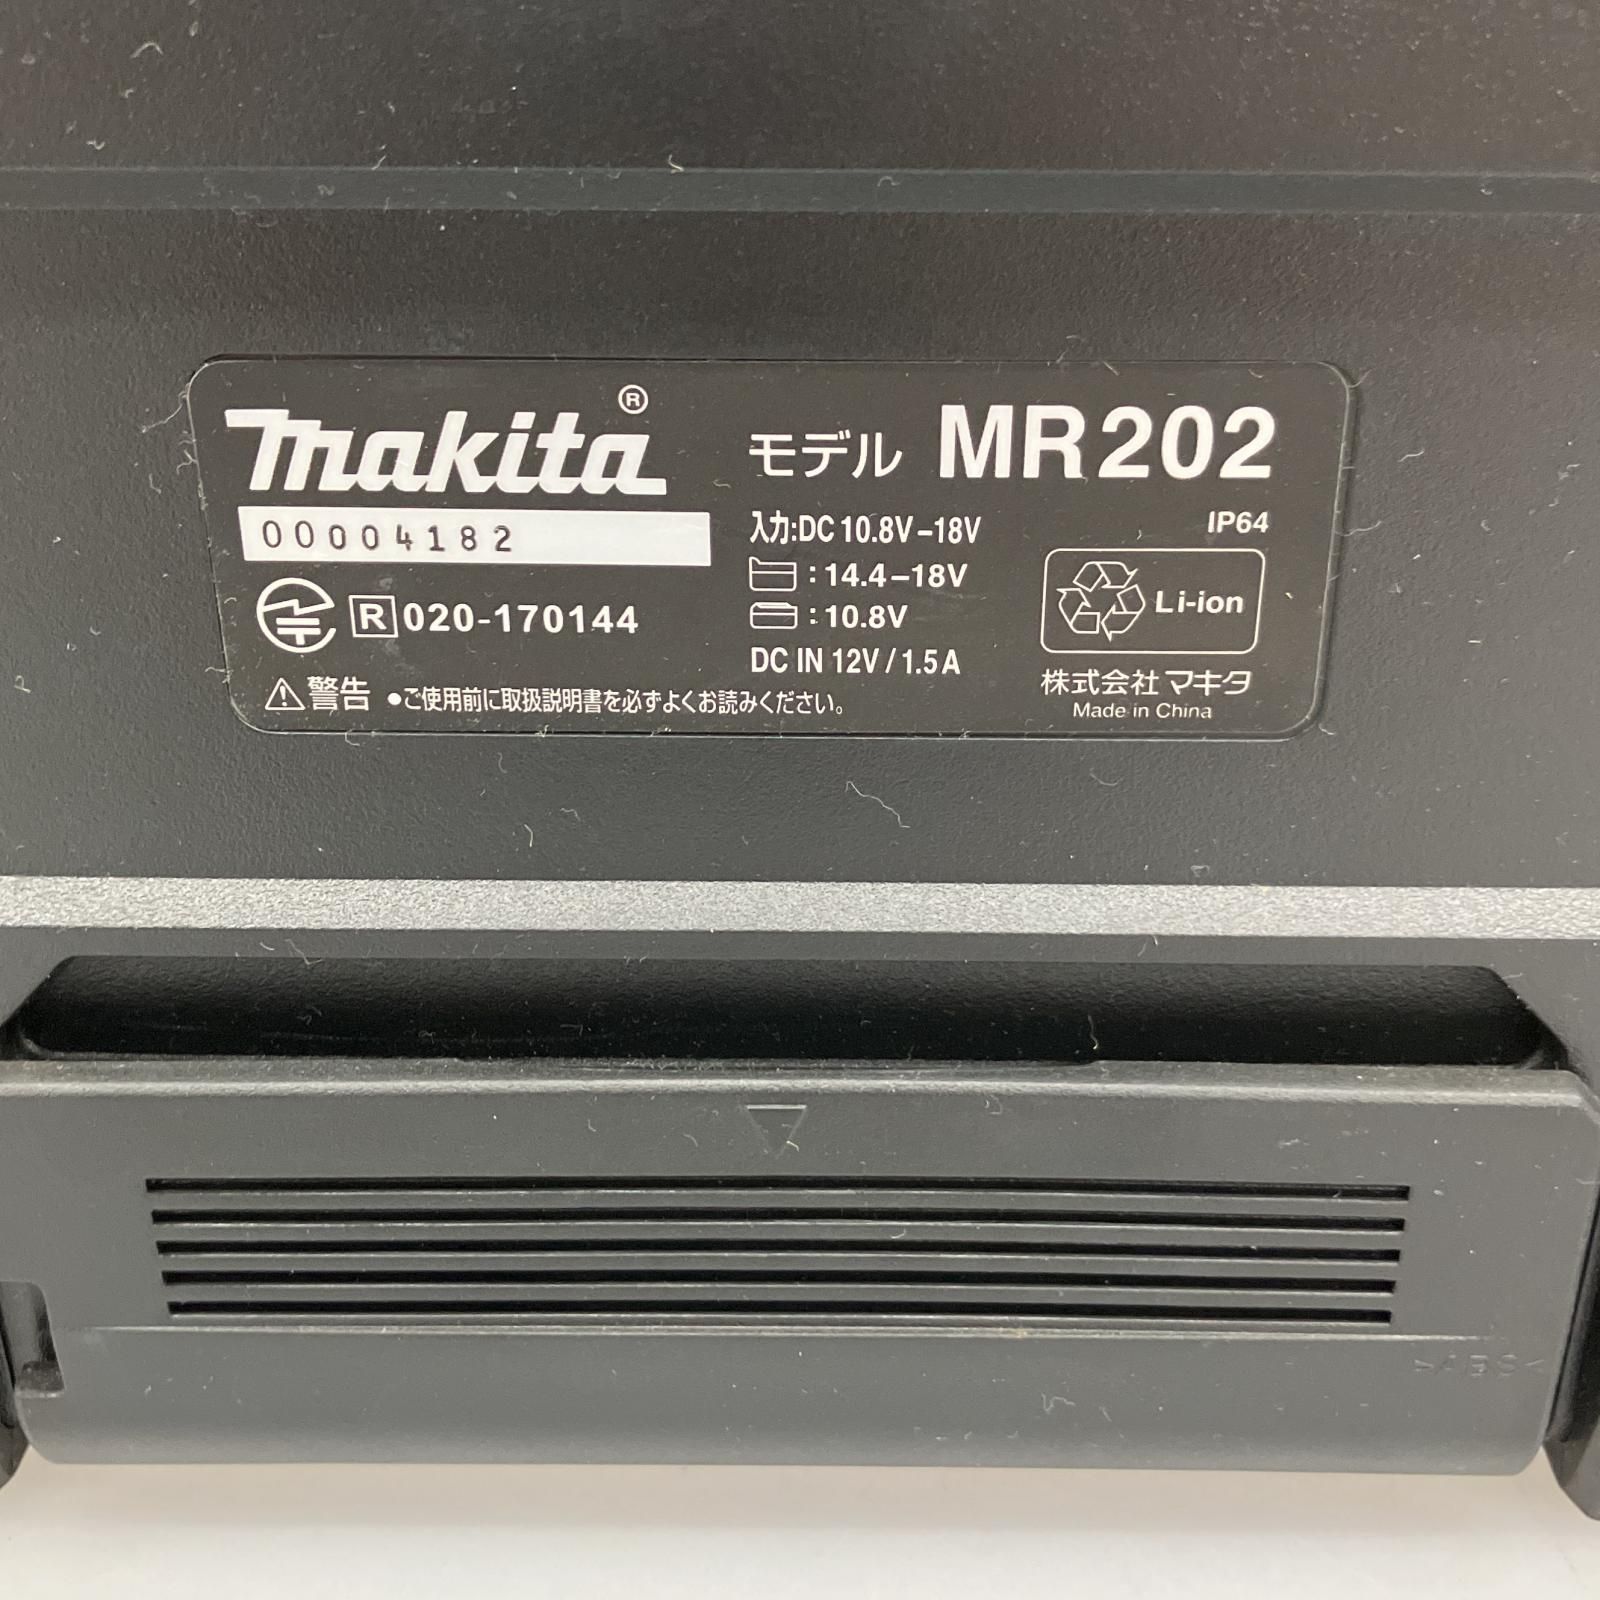 makita®
モデル MR202
00004182
入力:DC 10.8V-18V
IP64
:14.4-18V
:10.8V
Li-ion
R 020-170144
DC IN 12V / 1.5A
⚠警告 ●ご使用前に取扱説明書を必ずよくお読みください。
株式会社 マキタ
Made in China
>ABS<